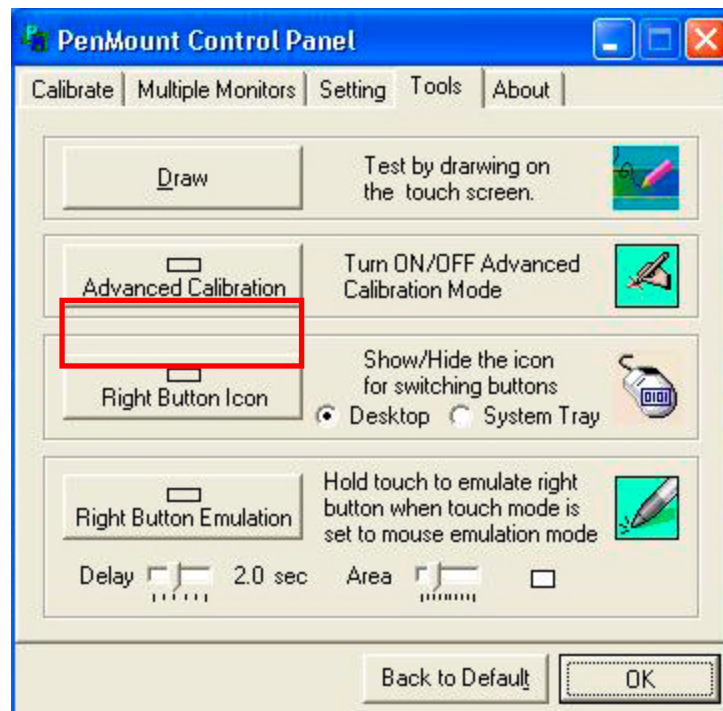 PenMount Control Panel
Calibrate Multiple Monitors Setting Tools About
Draw
Test by drarwing on
the touch screen.
Advanced Calibration
Turn ON/OFF Advanced
Calibration Mode
Right Button Icon
Show/Hide the icon
for switching buttons
Desktop System Tray
Right Button Emulation
Hold touch to emulate right
button when touch mode is
set to mouse emulation mode
Delay 2.0 sec Area
Back to Default OK